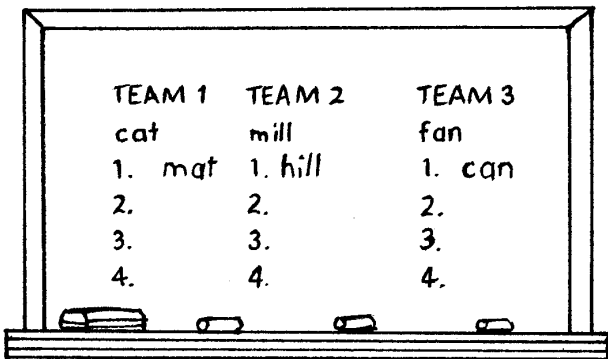 TEAM 1 TEAM 2 TEAM 3
cat mill fan
1. mat 1. hill 1. can
2. 2. 2.
3. 3. 3.
4. 4. 4.